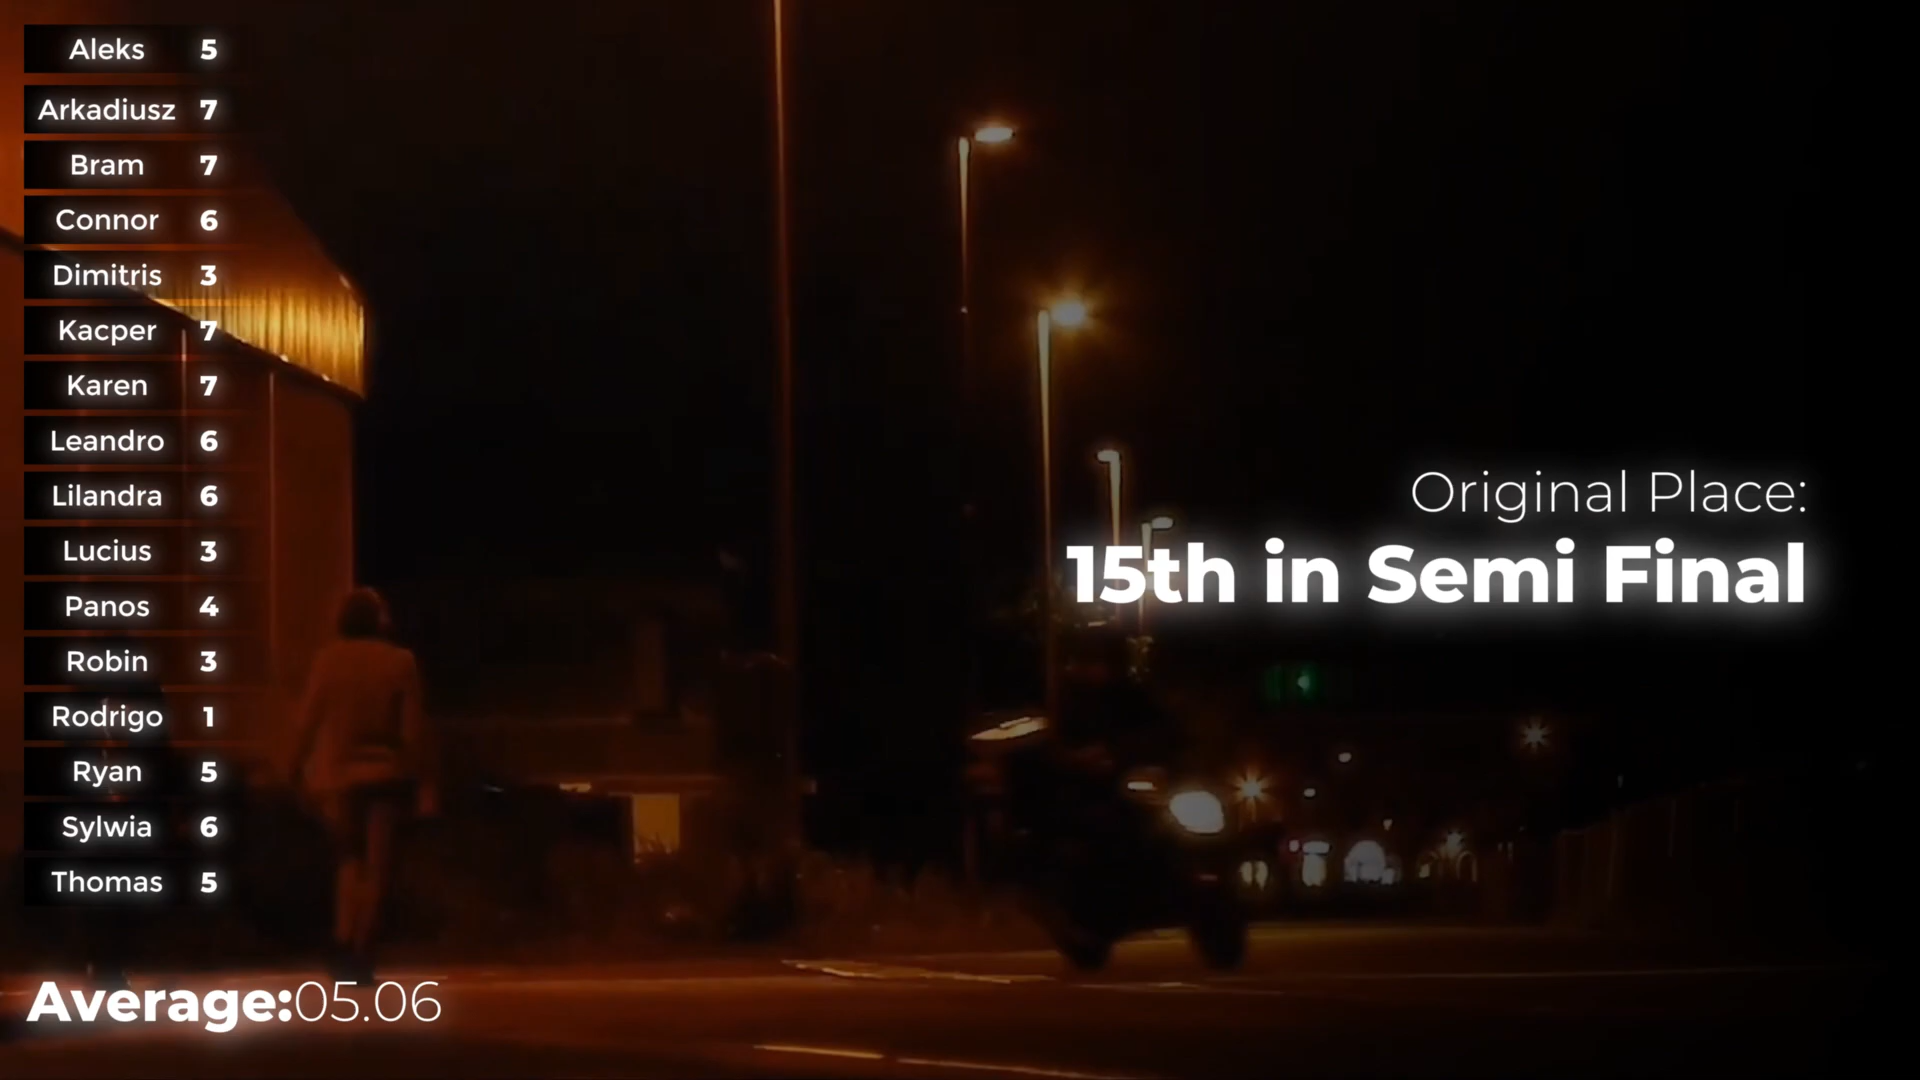 Aleks 5
Arkadiusz 7
Bram 7
Connor 6
Dimitris 3
Kacper 7
Karen 7
Leandro 6
Lilandra 6
Lucius 3
Panos 4
Robin 3
Rodrigo 1
Ryan 5
Sylwia 6
Thomas 5
Average:05.06
Original Place:
15th in Semi Final